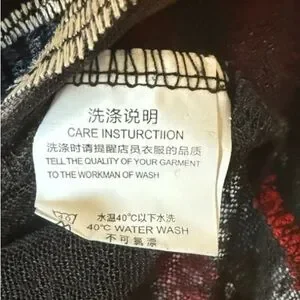 洗涤说明
CARE INSTURCTIION
洗涤时请提醒店员衣服的品质
TELL THE QUALITY OF YOUR GARMENT
TO THE WORKMAN OF WASH
水温40°C以下水洗
40°C WATER WASH
不可氯漂